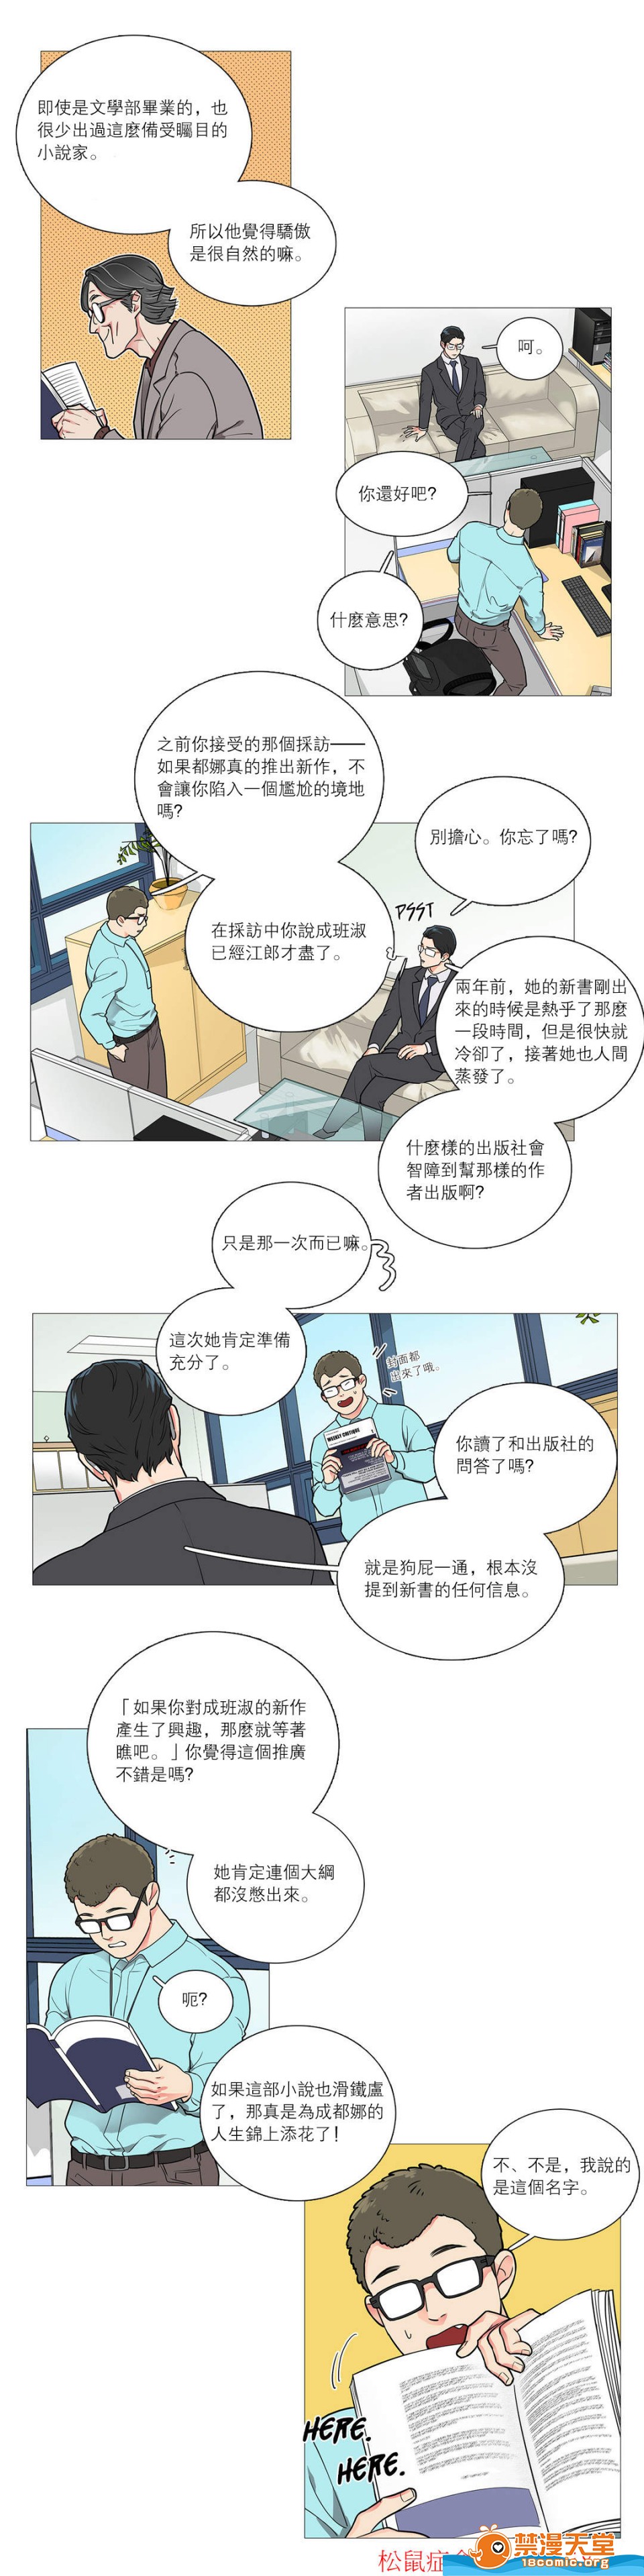 即使是文學部畢業的，也
很少出過這麼備受矚目的
小說家。
所以他覺得驕傲
是很自然的嘛。
呵。
你還好吧?
什麼意思?
之前你接受的那個採訪——
如果都娜真的推出新作，不
會讓你陷入一個尷尬的境地
嗎?
別擔心。你忘了嗎?
在採訪中你說成班淑
已經江郎才盡了。
PSST
兩年前，她的新書剛出
來的時候是熱乎了那麼
一段時間，但是很快就
冷卻了，接著她也人間
蒸發了。
什麼樣的出版社會
智障到幫那樣的作
者出版啊?
只是那一次而已嘛。
這次她肯定準備
充分了。
封面都
出來了哦。
WEEKLY CRITIQUE
你讀了和出版社的
問答了嗎?
就是狗屁一通，根本沒
提到新書的任何信息。
「如果你對成班淑的新作
產生了興趣，那麼就等著
瞧吧。」你覺得這個推廣
不錯是嗎?
她肯定連個大綱
都沒憋出來。
呃?
如果這部小說也滑鐵盧
了，那真是為成都娜的
人生錦上添花了!
不、不是，我說的
是這個名字。
HERE.
HERE.
松鼠症
禁漫天堂
18comic.org